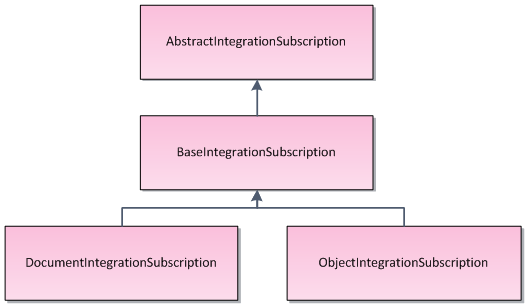 AbstractIntegrationSubscription
BaseIntegrationSubscription
DocumentIntegrationSubscription
ObjectIntegrationSubscription